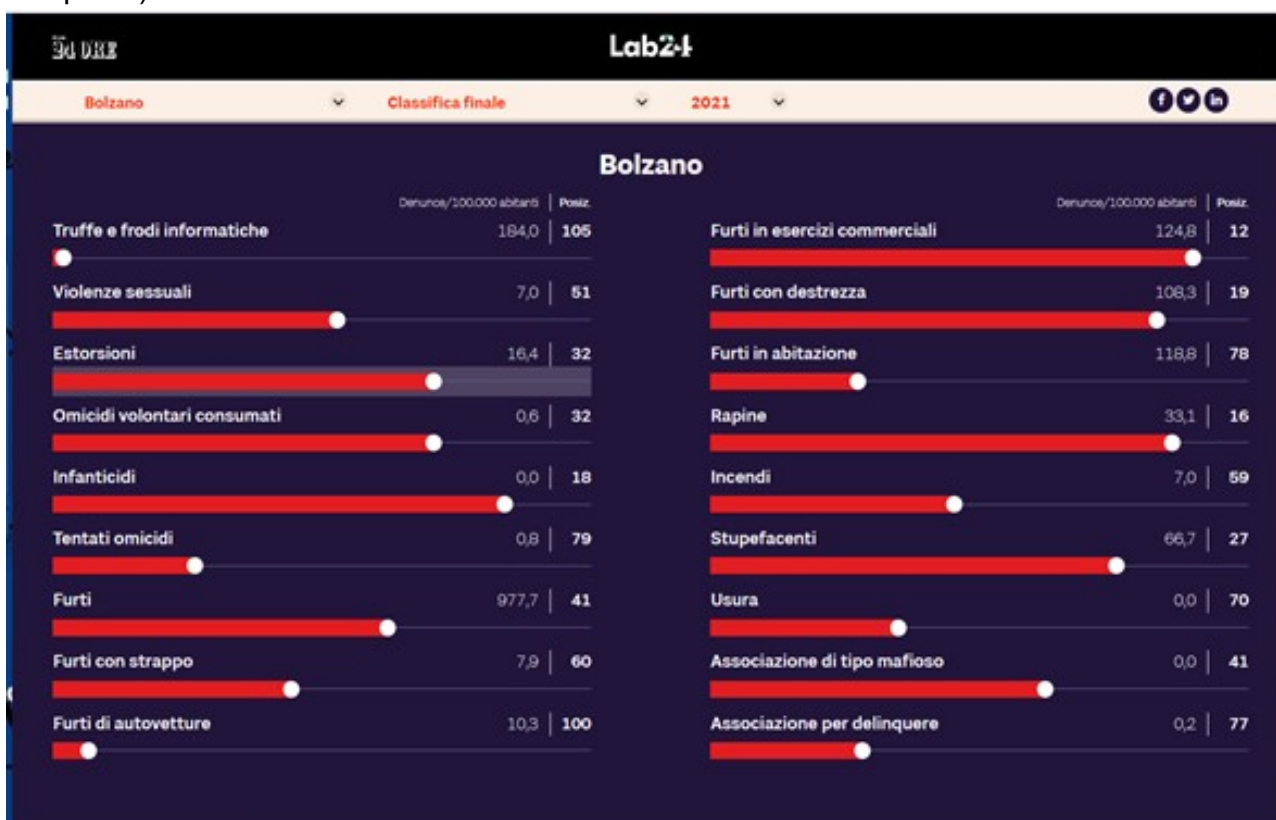 24 ORE
Lab24
Bolzano Classifica finale 2021
Bolzano
Denunce/100.000 abitanti Posiz.
Truffe e frodi informatiche 184,0 105
Violenze sessuali 7,0 51
Estorsioni 16,4 32
Omicidi volontari consumati 0,6 32
Infanticidi 0,0 18
Tentati omicidi 0,8 79
Furti 977,7 41
Furti con strappo 7,9 60
Furti di autovetture 10,3 100
Denunce/100.000 abitanti Posiz.
Furti in esercizi commerciali 124,8 12
Furti con destrezza 108,3 19
Furti in abitazione 118,8 78
Rapine 33,1 16
Incendi 7,0 59
Stupefacenti 66,7 27
Usura 0,0 70
Associazione di tipo mafioso 0,0 41
Associazione per delinquere 0,2 77